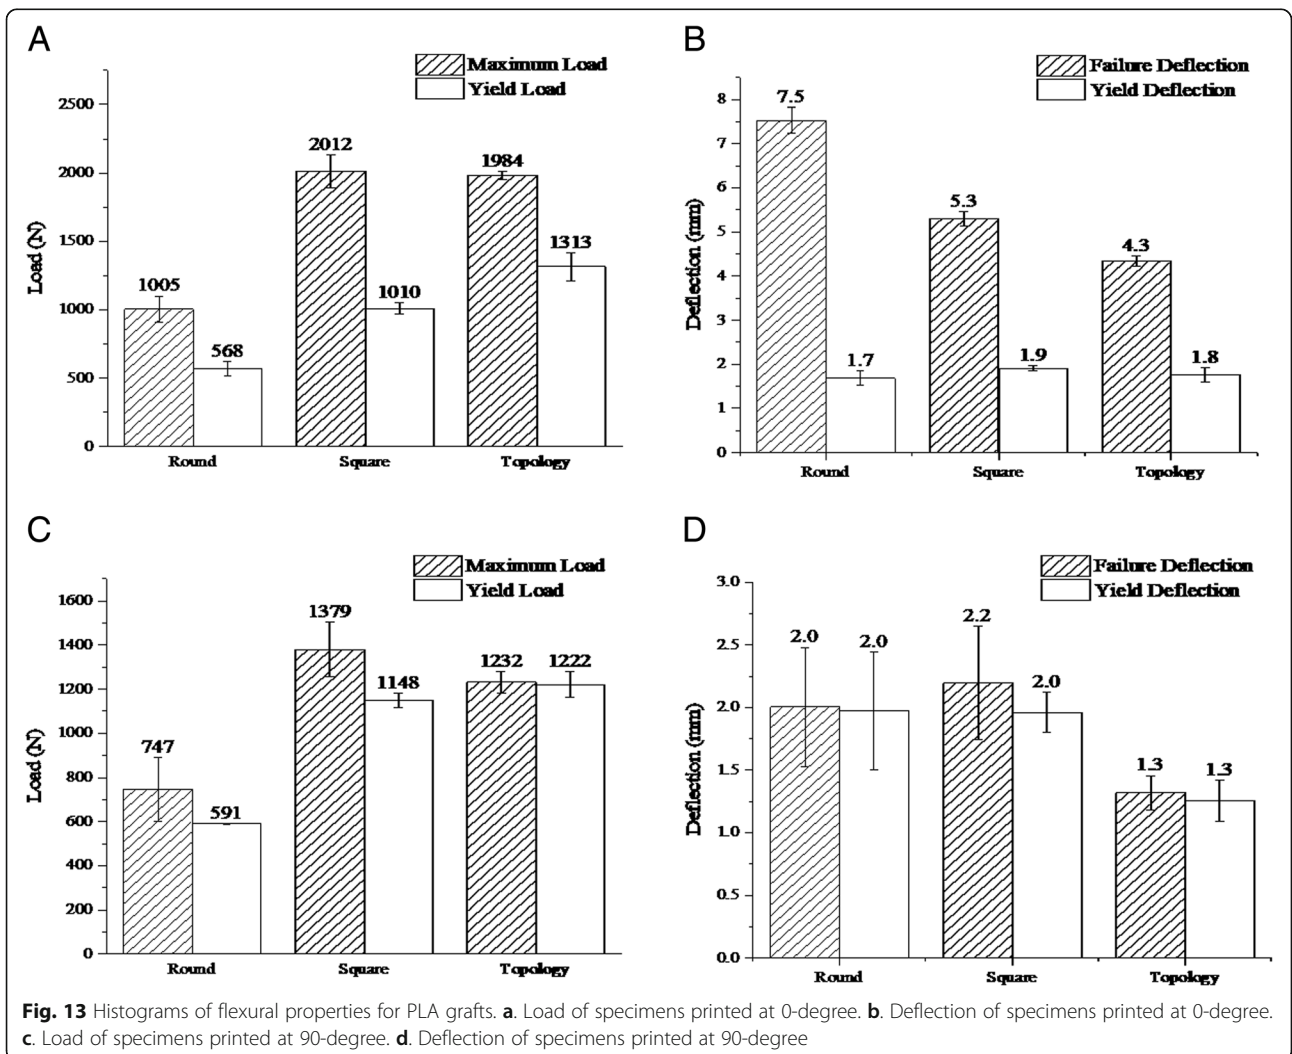 A
Maximum Load
Yield Load
2500
2000
1500
1000
500
0
Load (N)
1005
568
2012
1010
1984
1313
Round
Square
Topology
B
Failure Deflection
Yield Deflection
8
7
6
5
4
3
2
1
0
Deflection (mm)
7.5
1.7
5.3
1.9
4.3
1.8
Round
Square
Topology
C
Maximum Load
Yield Load
1600
1400
1200
1000
800
600
400
200
0
Load (N)
747
591
1379
1148
1232
1222
Round
Square
Topology
D
Failure Deflection
Yield Deflection
3.0
2.5
2.0
1.5
1.0
0.5
0.0
Deflection (mm)
2.0
2.0
2.2
2.0
1.3
1.3
Round
Square
Topology
Fig. 13 Histograms of flexural properties for PLA grafts. a. Load of specimens printed at 0-degree. b. Deflection of specimens printed at 0-degree.
c. Load of specimens printed at 90-degree. d. Deflection of specimens printed at 90-degree